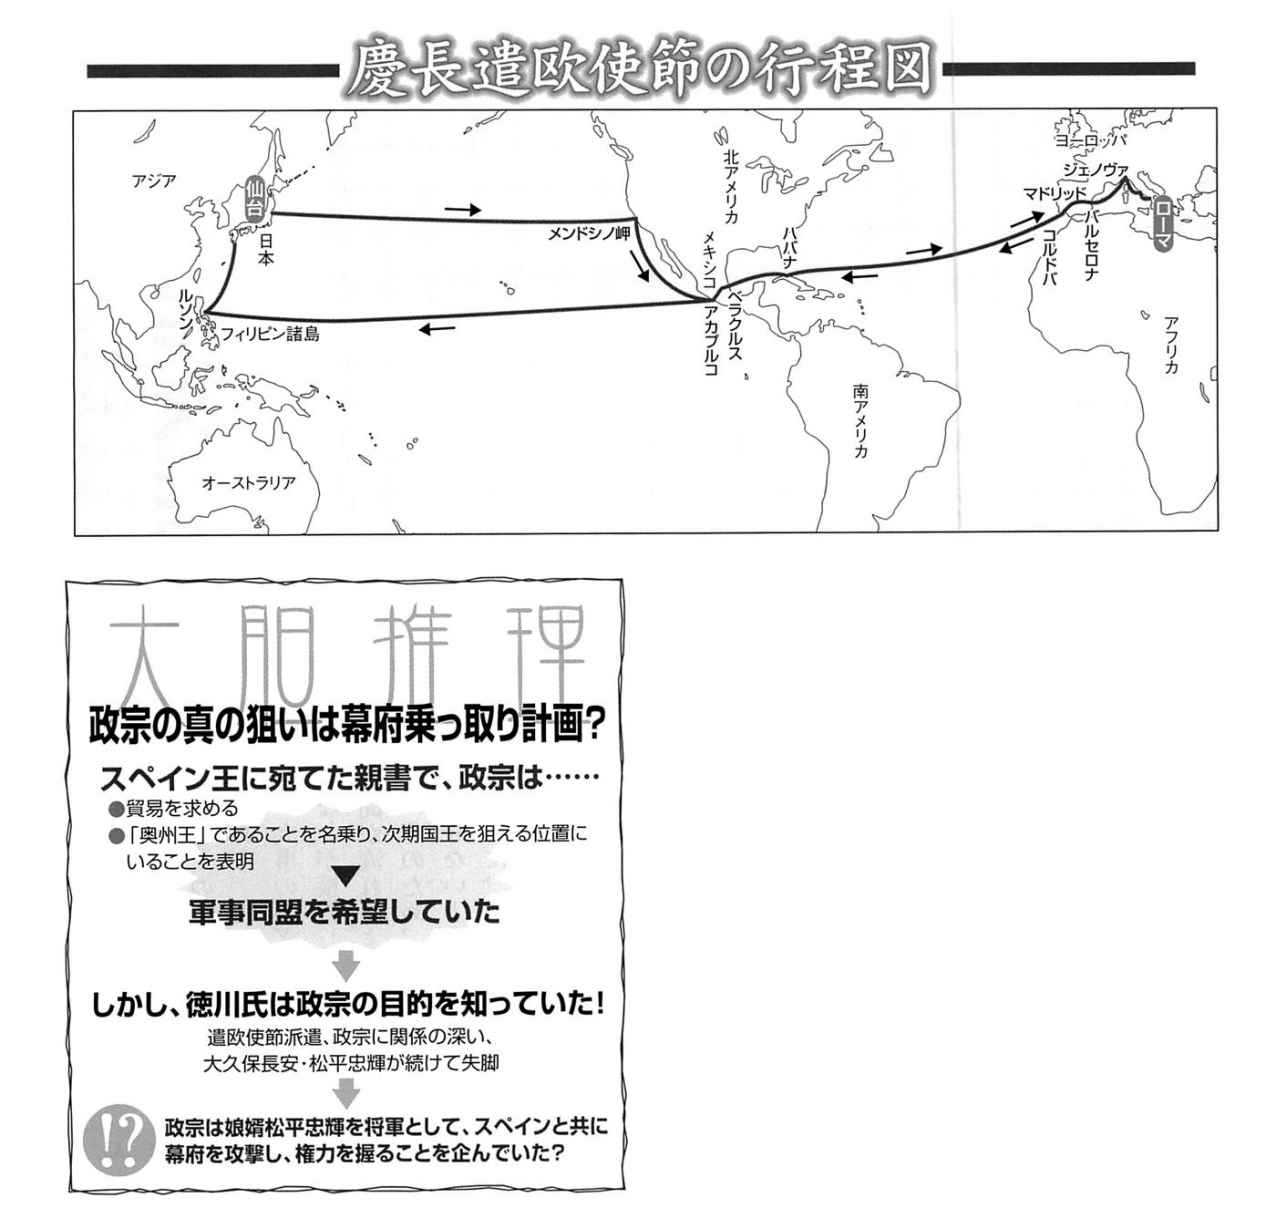 慶長遣欧使節の行程図
アジア
仙台
日本
ルソン
フィリピン諸島
オーストラリア
メンドシノ岬
北アメリカ
メキシコ
アカプルコ
ベラクルス
ハバナ
南アメリカ
ヨーロッパ
ジェノヴァ
マドリッド
コルドバ
バルセロナ
ローマ
アフリカ
大胆推理
政宗の真の狙いは幕府乗っ取り計画?
スペイン王に宛てた親書で、政宗は……
●貿易を求める
●「奥州王」であることを名乗り、次期国王を狙える位置に
いることを表明
▼
軍事同盟を希望していた
しかし、徳川氏は政宗の目的を知っていた!
遣欧使節派遣、政宗に関係の深い、
大久保長安・松平忠輝が続けて失脚
!?
政宗は娘婿松平忠輝を将軍として、スペインと共に
幕府を攻撃し、権力を握ることを企んでいた?